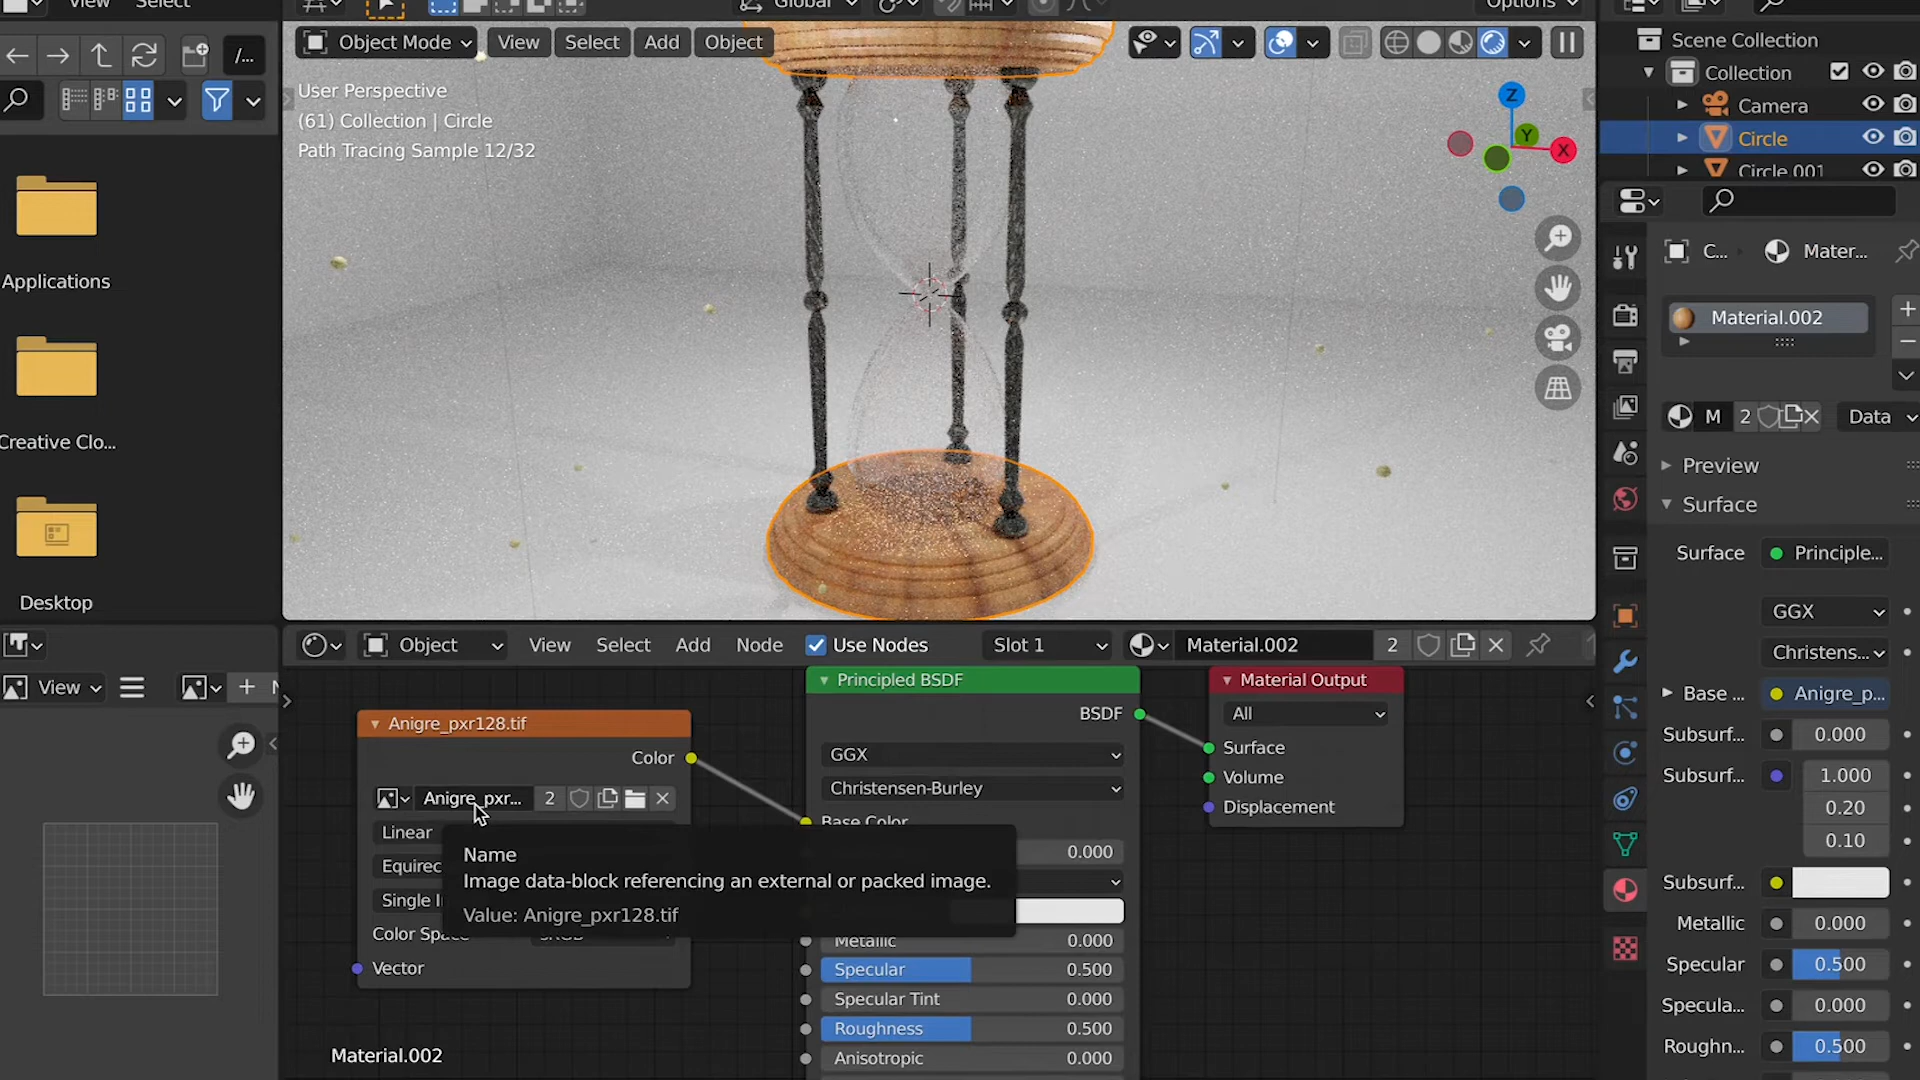 View
Select
Global
Options
/...
Object Mode
View
Select
Add
Object
User Perspective
(61) Collection | Circle
Path Tracing Sample 12/32
Z
Y
X
Applications
Creative Clo...
Desktop
Scene Collection
Collection
Camera
Circle
Circle.001
C...
Mater...
Material.002
M
2
Data
Preview
Surface
Surface
Principle...
GGX
Christens...
Base ...
Anigre_p...
Subsurf...
0.000
Subsurf...
1.000
0.20
0.10
Subsurf...
Metallic
0.000
Specular
0.500
Specula...
0.000
Roughn...
0.500
View
Object
View
Select
Add
Node
Use Nodes
Slot 1
Material.002
2
Anigre_pxr128.tif
Color
Anigre_pxr...
2
Linear
Equirec
Single I
Color Space
sRGB
Vector
Name
Image data-block referencing an external or packed image.
Value: Anigre_pxr128.tif
Principled BSDF
BSDF
GGX
Christensen-Burley
Base Color
0.000
Metallic
0.000
Specular
0.500
Specular Tint
0.000
Roughness
0.500
Anisotropic
0.000
Material Output
All
Surface
Volume
Displacement
Material.002